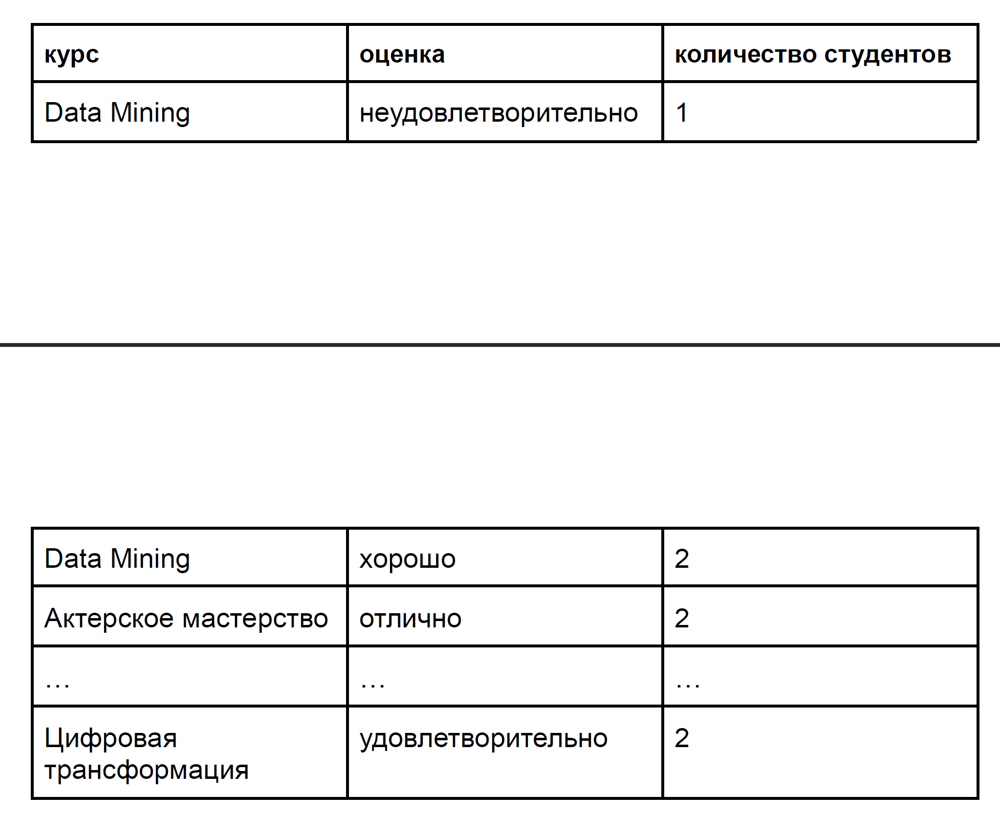 курс оценка количество студентов
Data Mining неудовлетворительно 1
Data Mining хорошо 2
Актерское мастерство отлично 2
… … …
Цифровая удовлетворительно 2
трансформация